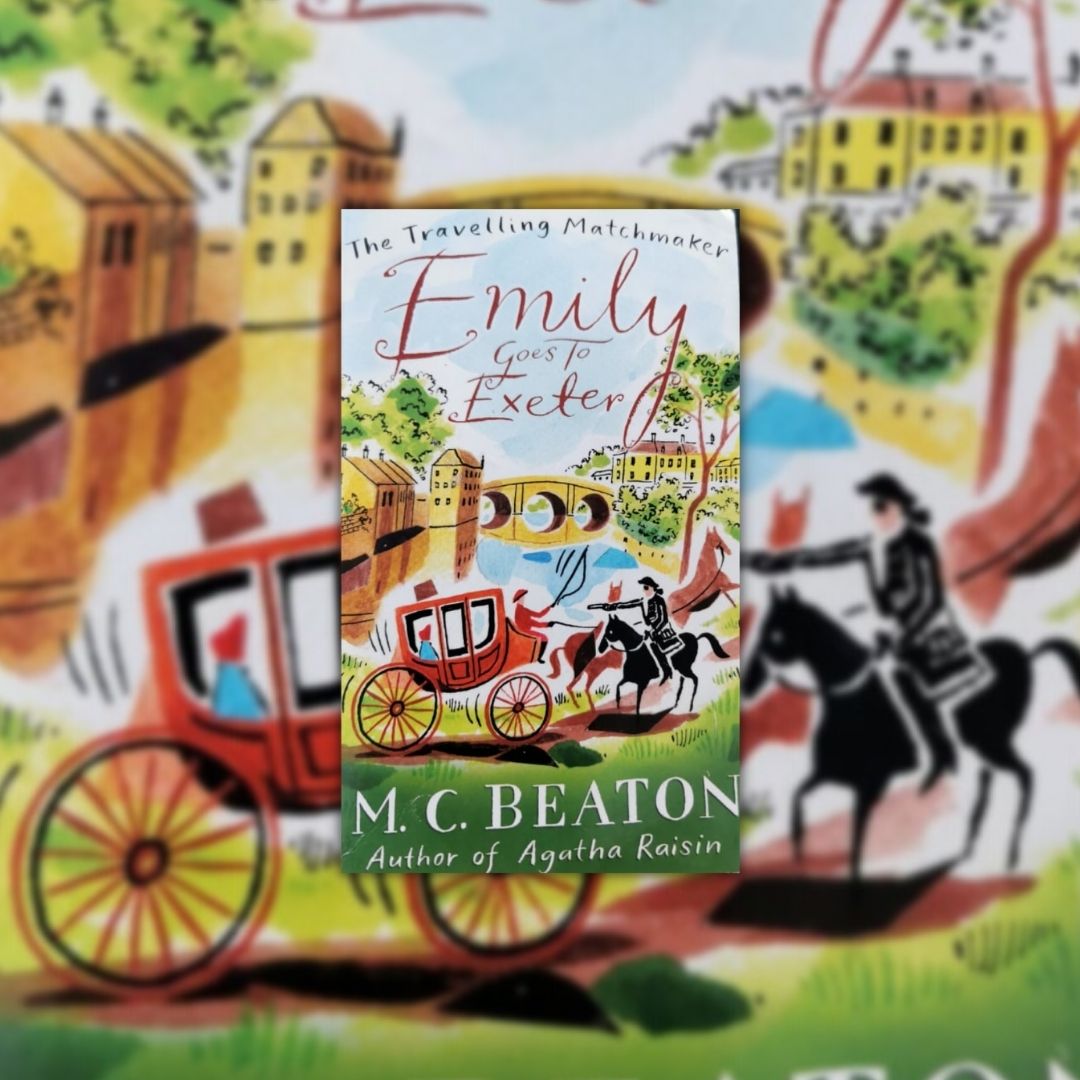 The Travelling Matchmaker
Emily
Goes To
Exeter
M. C. BEATON
Author of Agatha Raisin